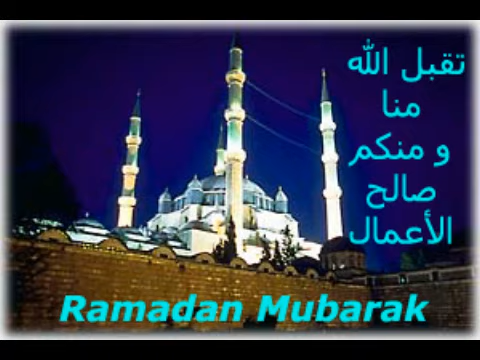 تقبل الله
منا
و منكم
صالح
الأعمال
Ramadan Mubarak